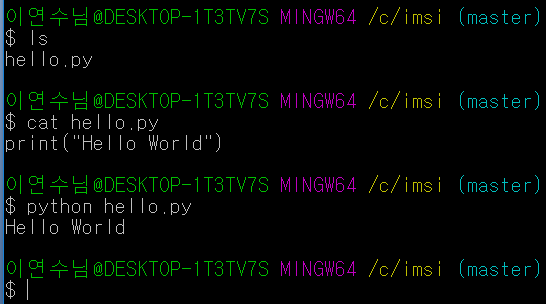 이연수님@DESKTOP-1T3TV7S MINGW64 /c/imsi (master)
$ ls
hello.py
이연수님@DESKTOP-1T3TV7S MINGW64 /c/imsi (master)
$ cat hello.py
print("Hello World")
이연수님@DESKTOP-1T3TV7S MINGW64 /c/imsi (master)
$ python hello.py
Hello World
이연수님@DESKTOP-1T3TV7S MINGW64 /c/imsi (master)
$